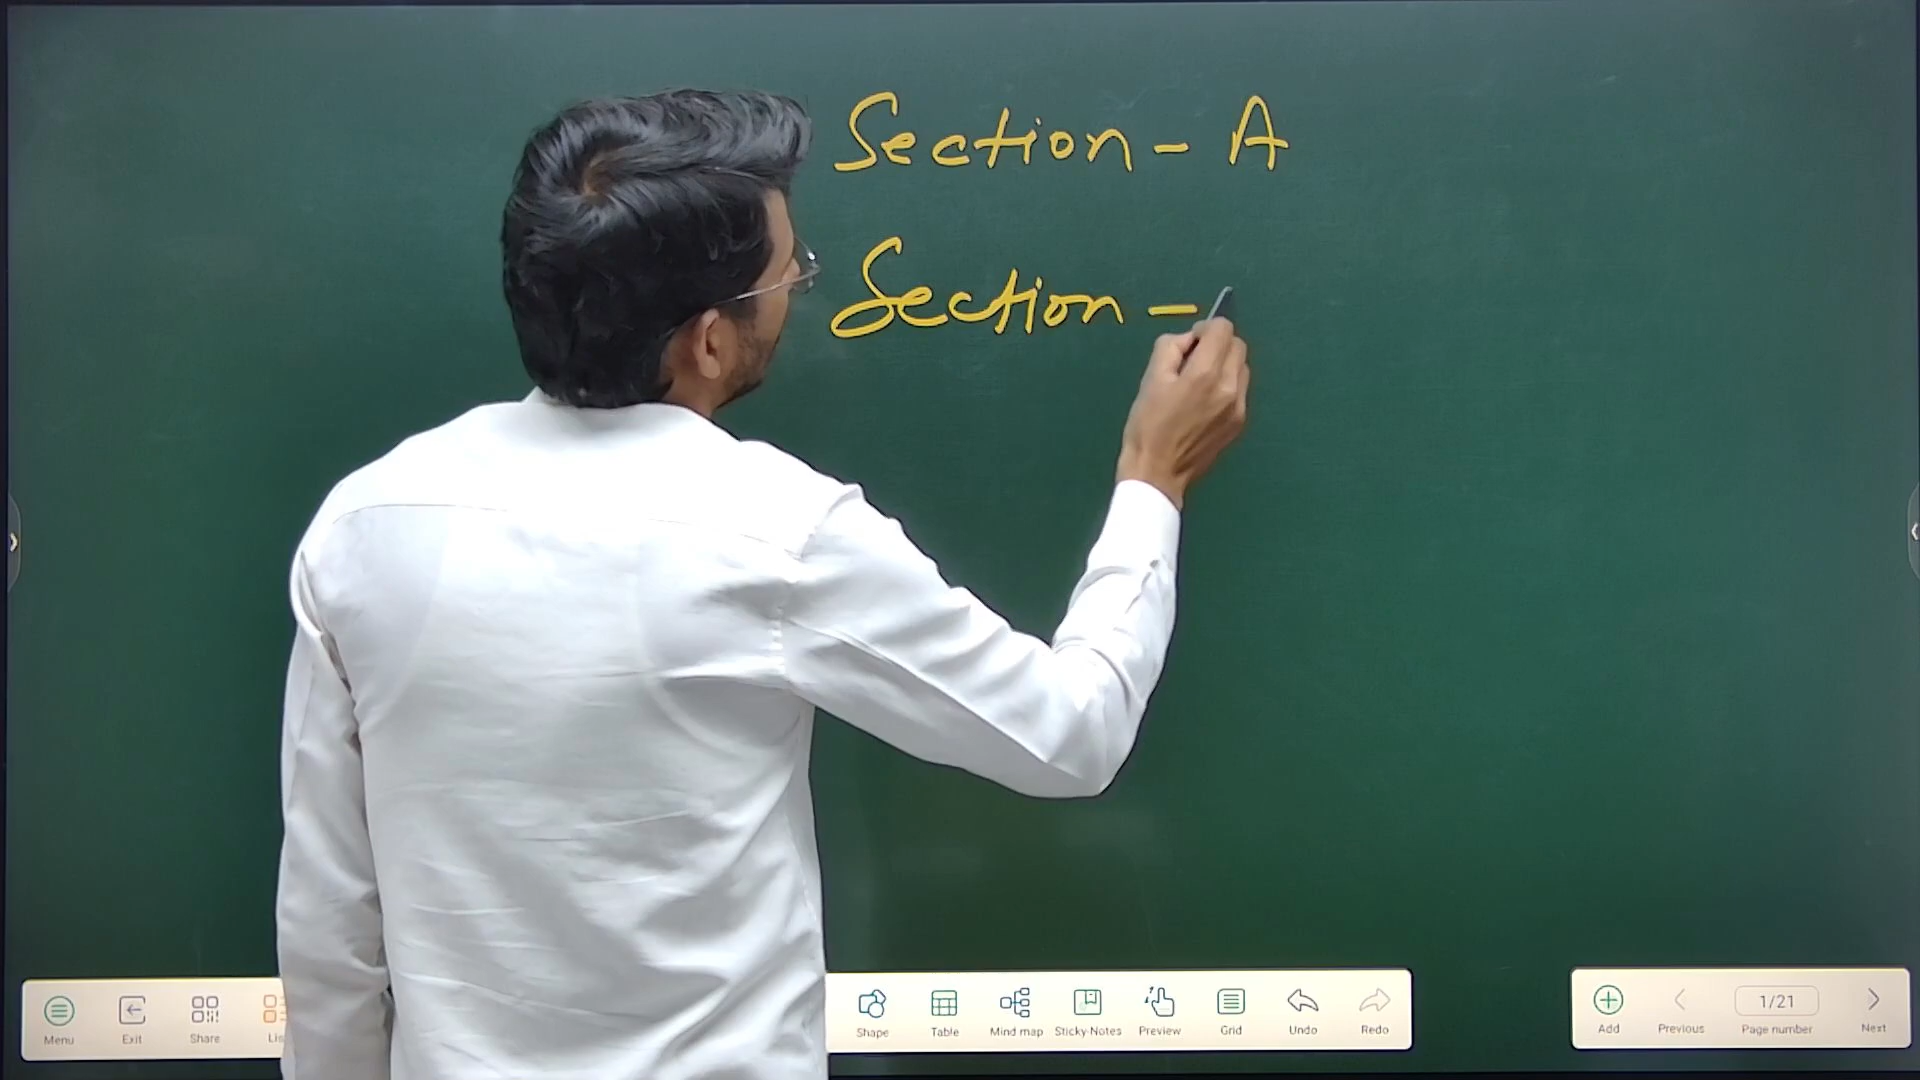 Section - A
Section -
Menu Exit Share Shape Table Mind map Sticky-Notes Preview Grid Undo Redo Add Previous 1/21 Page number Next